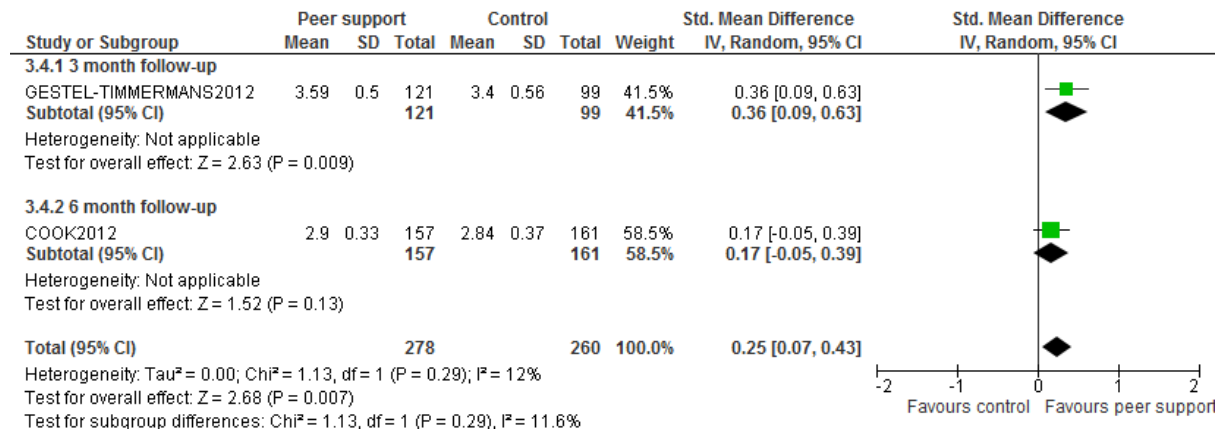 Peer support Control Std. Mean Difference Std. Mean Difference
Study or Subgroup Mean SD Total Mean SD Total Weight IV, Random, 95% CI IV, Random, 95% CI
3.4.1 3 month follow-up
GESTEL-TIMMERMANS2012 3.59 0.5 121 3.4 0.56 99 41.5% 0.36 [0.09, 0.63]
Subtotal (95% CI) 121 99 41.5% 0.36 [0.09, 0.63]
Heterogeneity: Not applicable
Test for overall effect: Z = 2.63 (P = 0.009)
3.4.2 6 month follow-up
COOK2012 2.9 0.33 157 2.84 0.37 161 58.5% 0.17 [-0.05, 0.39]
Subtotal (95% CI) 157 161 58.5% 0.17 [-0.05, 0.39]
Heterogeneity: Not applicable
Test for overall effect: Z = 1.52 (P = 0.13)
Total (95% CI) 278 260 100.0% 0.25 [0.07, 0.43]
Heterogeneity: Tau² = 0.00; Chi² = 1.13, df = 1 (P = 0.29); I² = 12%
Test for overall effect: Z = 2.68 (P = 0.007)
Test for subgroup differences: Chi² = 1.13, df = 1 (P = 0.29), I² = 11.6%
-2 -1 0 1 2
Favours control Favours peer support